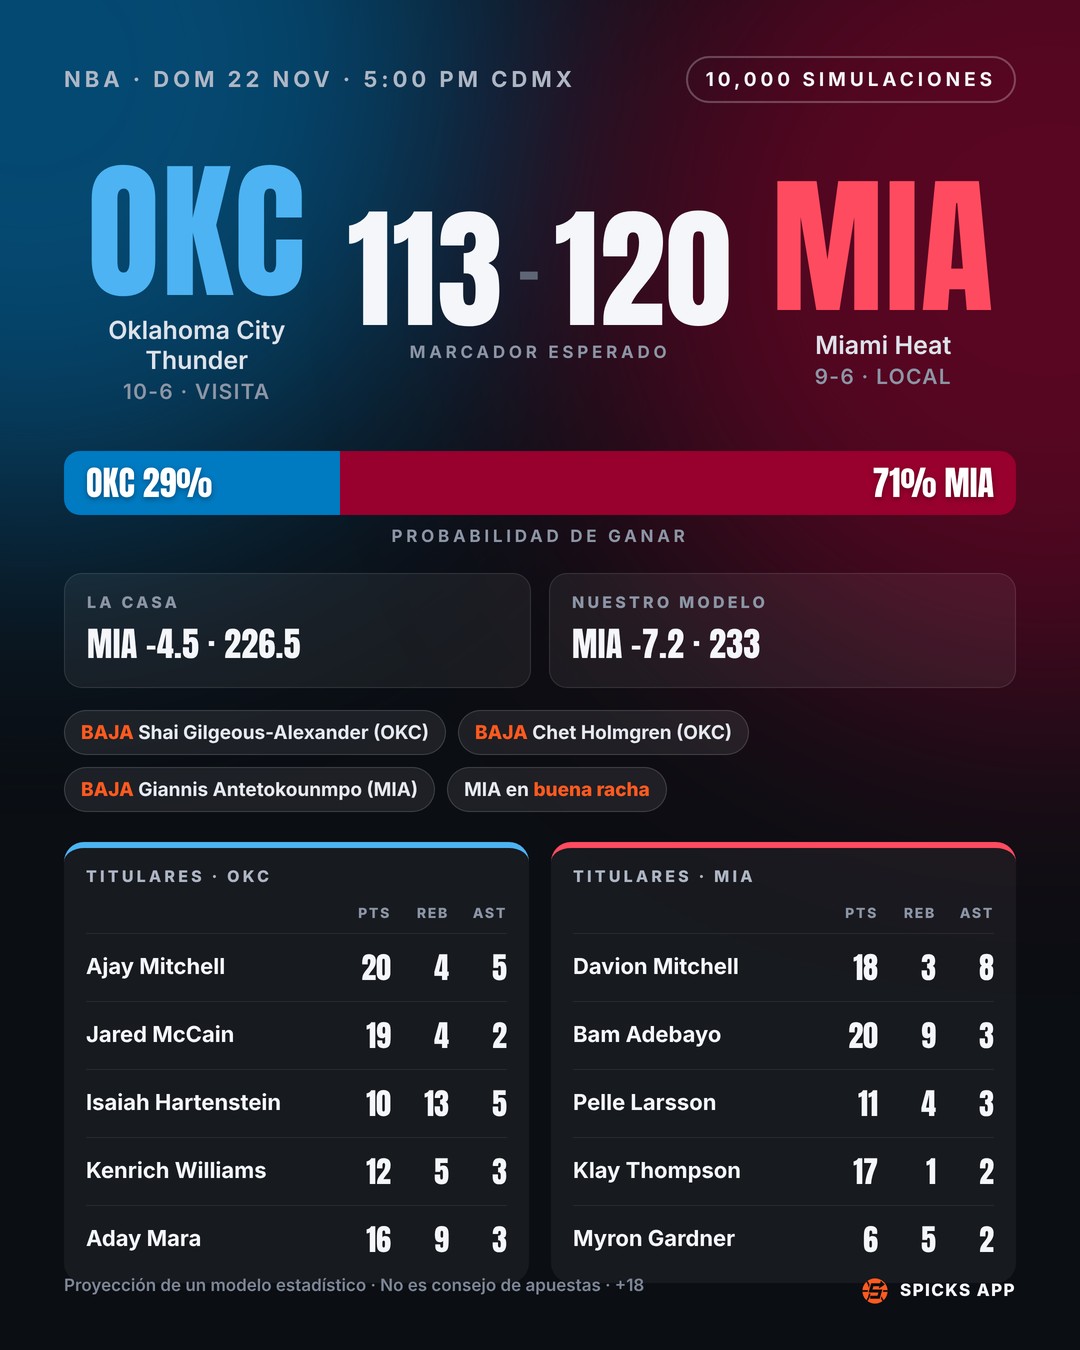 NBA · DOM 22 NOV · 5:00 PM CDMX
10,000 SIMULACIONES
OKC
113 - 120
MIA
Oklahoma City
Thunder
10-6 · VISITA
MARCADOR ESPERADO
Miami Heat
9-6 · LOCAL
OKC 29%
71% MIA
PROBABILIDAD DE GANAR
LA CASA
MIA -4.5 · 226.5
NUESTRO MODELO
MIA -7.2 · 233
BAJA Shai Gilgeous-Alexander (OKC)
BAJA Chet Holmgren (OKC)
BAJA Giannis Antetokounmpo (MIA)
MIA en buena racha
TITULARES · OKC
PTS REB AST
Ajay Mitchell 20 4 5
Jared McCain 19 4 2
Isaiah Hartenstein 10 13 5
Kenrich Williams 12 5 3
Aday Mara 16 9 3
TITULARES · MIA
PTS REB AST
Davion Mitchell 18 3 8
Bam Adebayo 20 9 3
Pelle Larsson 11 4 3
Klay Thompson 17 1 2
Myron Gardner 6 5 2
Proyección de un modelo estadístico · No es consejo de apuestas · +18
SPICKS APP